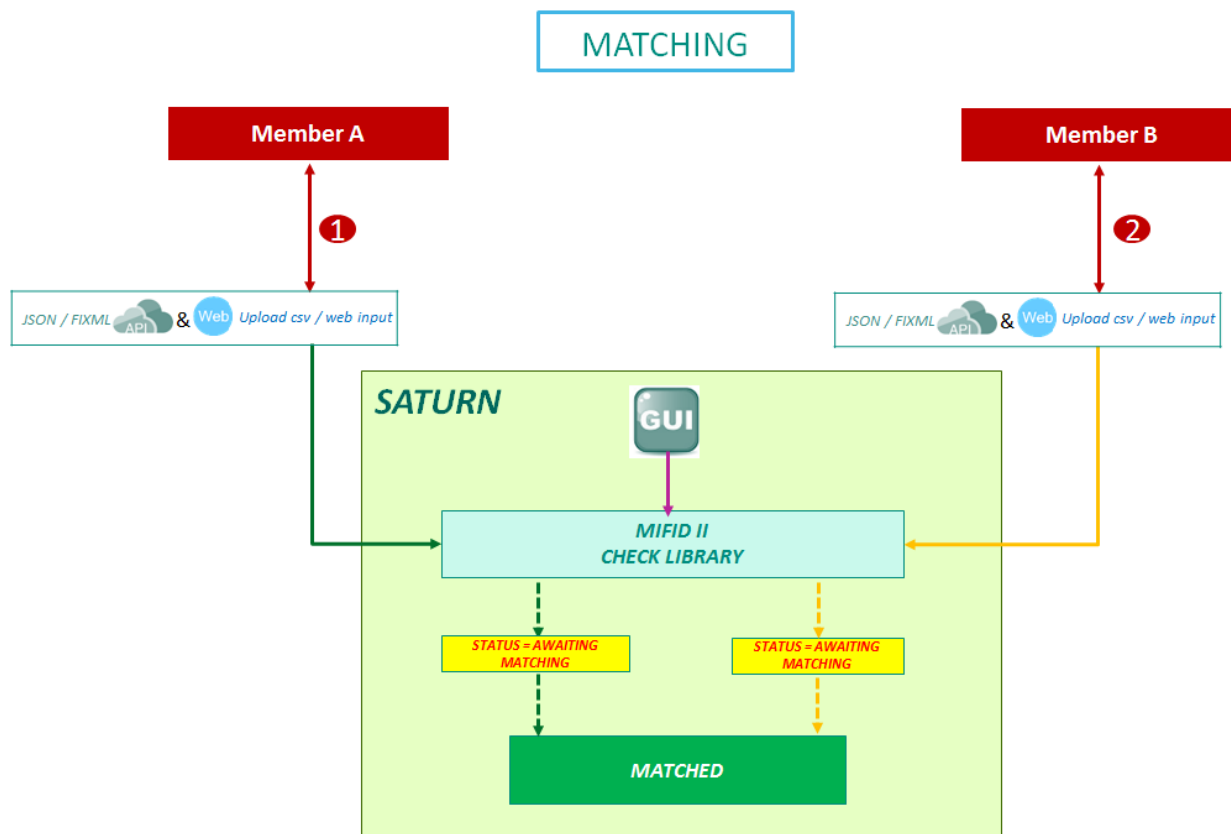 MATCHING
Member A
Member B
1
2
JSON / FIXML API & Web Upload csv / web input
JSON / FIXML API & Web Upload csv / web input
SATURN
GUI
MIFID II
CHECK LIBRARY
STATUS = AWAITING
MATCHING
STATUS = AWAITING
MATCHING
MATCHED